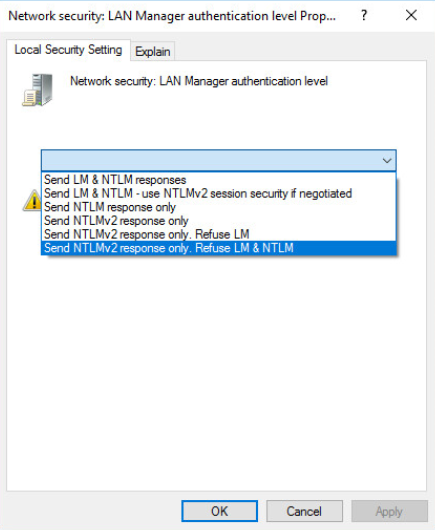 Network security: LAN Manager authentication level Prop...
?
Local Security Setting
Explain
Network security: LAN Manager authentication level
Send LM & NTLM responses
Send LM & NTLM - use NTLMv2 session security if negotiated
Send NTLM response only
Send NTLMv2 response only
Send NTLMv2 response only. Refuse LM
Send NTLMv2 response only. Refuse LM & NTLM
OK
Cancel
Apply